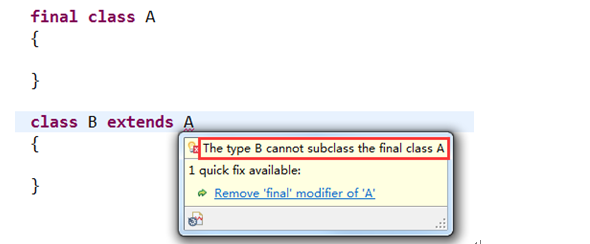 final class A
{
}
class B extends A
{
}
The type B cannot subclass the final class A
1 quick fix available:
Remove 'final' modifier of 'A'